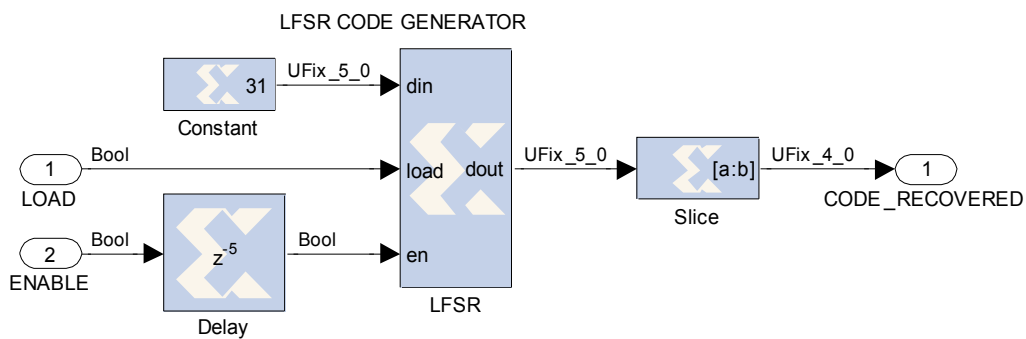 LFSR CODE GENERATOR
31
UFix_5_0
din
Constant
1
Bool
load
dout
UFix_5_0
[a:b]
UFix_4_0
1
LOAD
Slice
CODE_RECOVERED
2
Bool
z-5
Bool
en
ENABLE
LFSR
Delay